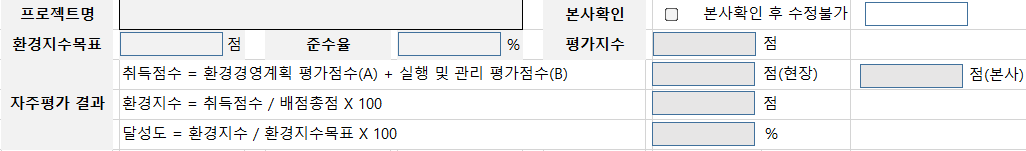 프로젝트명 본사확인 본사확인 후 수정불가
환경지수목표 점 준수율 % 평가지수 점
취득점수 = 환경경영계획 평가점수(A) + 실행 및 관리 평가점수(B) 점(현장) 점(본사)
자주평가 결과 환경지수 = 취득점수 / 배점총점 X 100 점
달성도 = 환경지수 / 환경지수목표 X 100 %